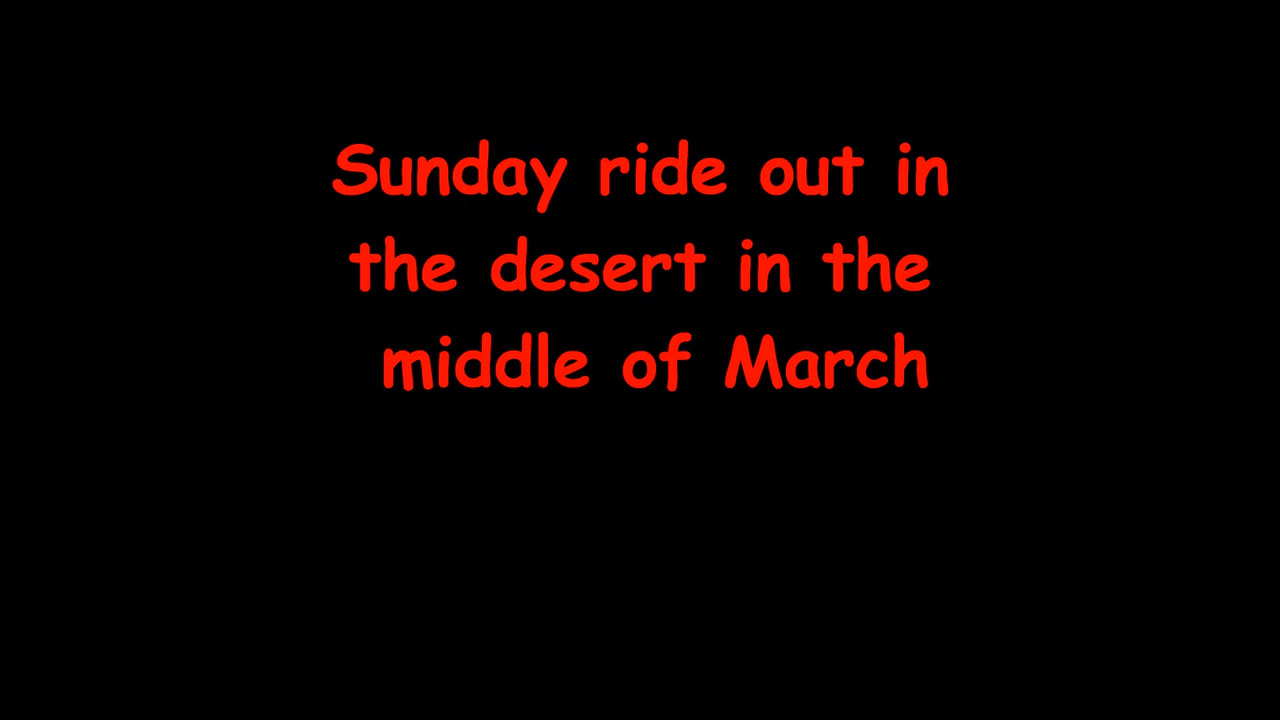 Sunday ride out in
the desert in the
middle of March